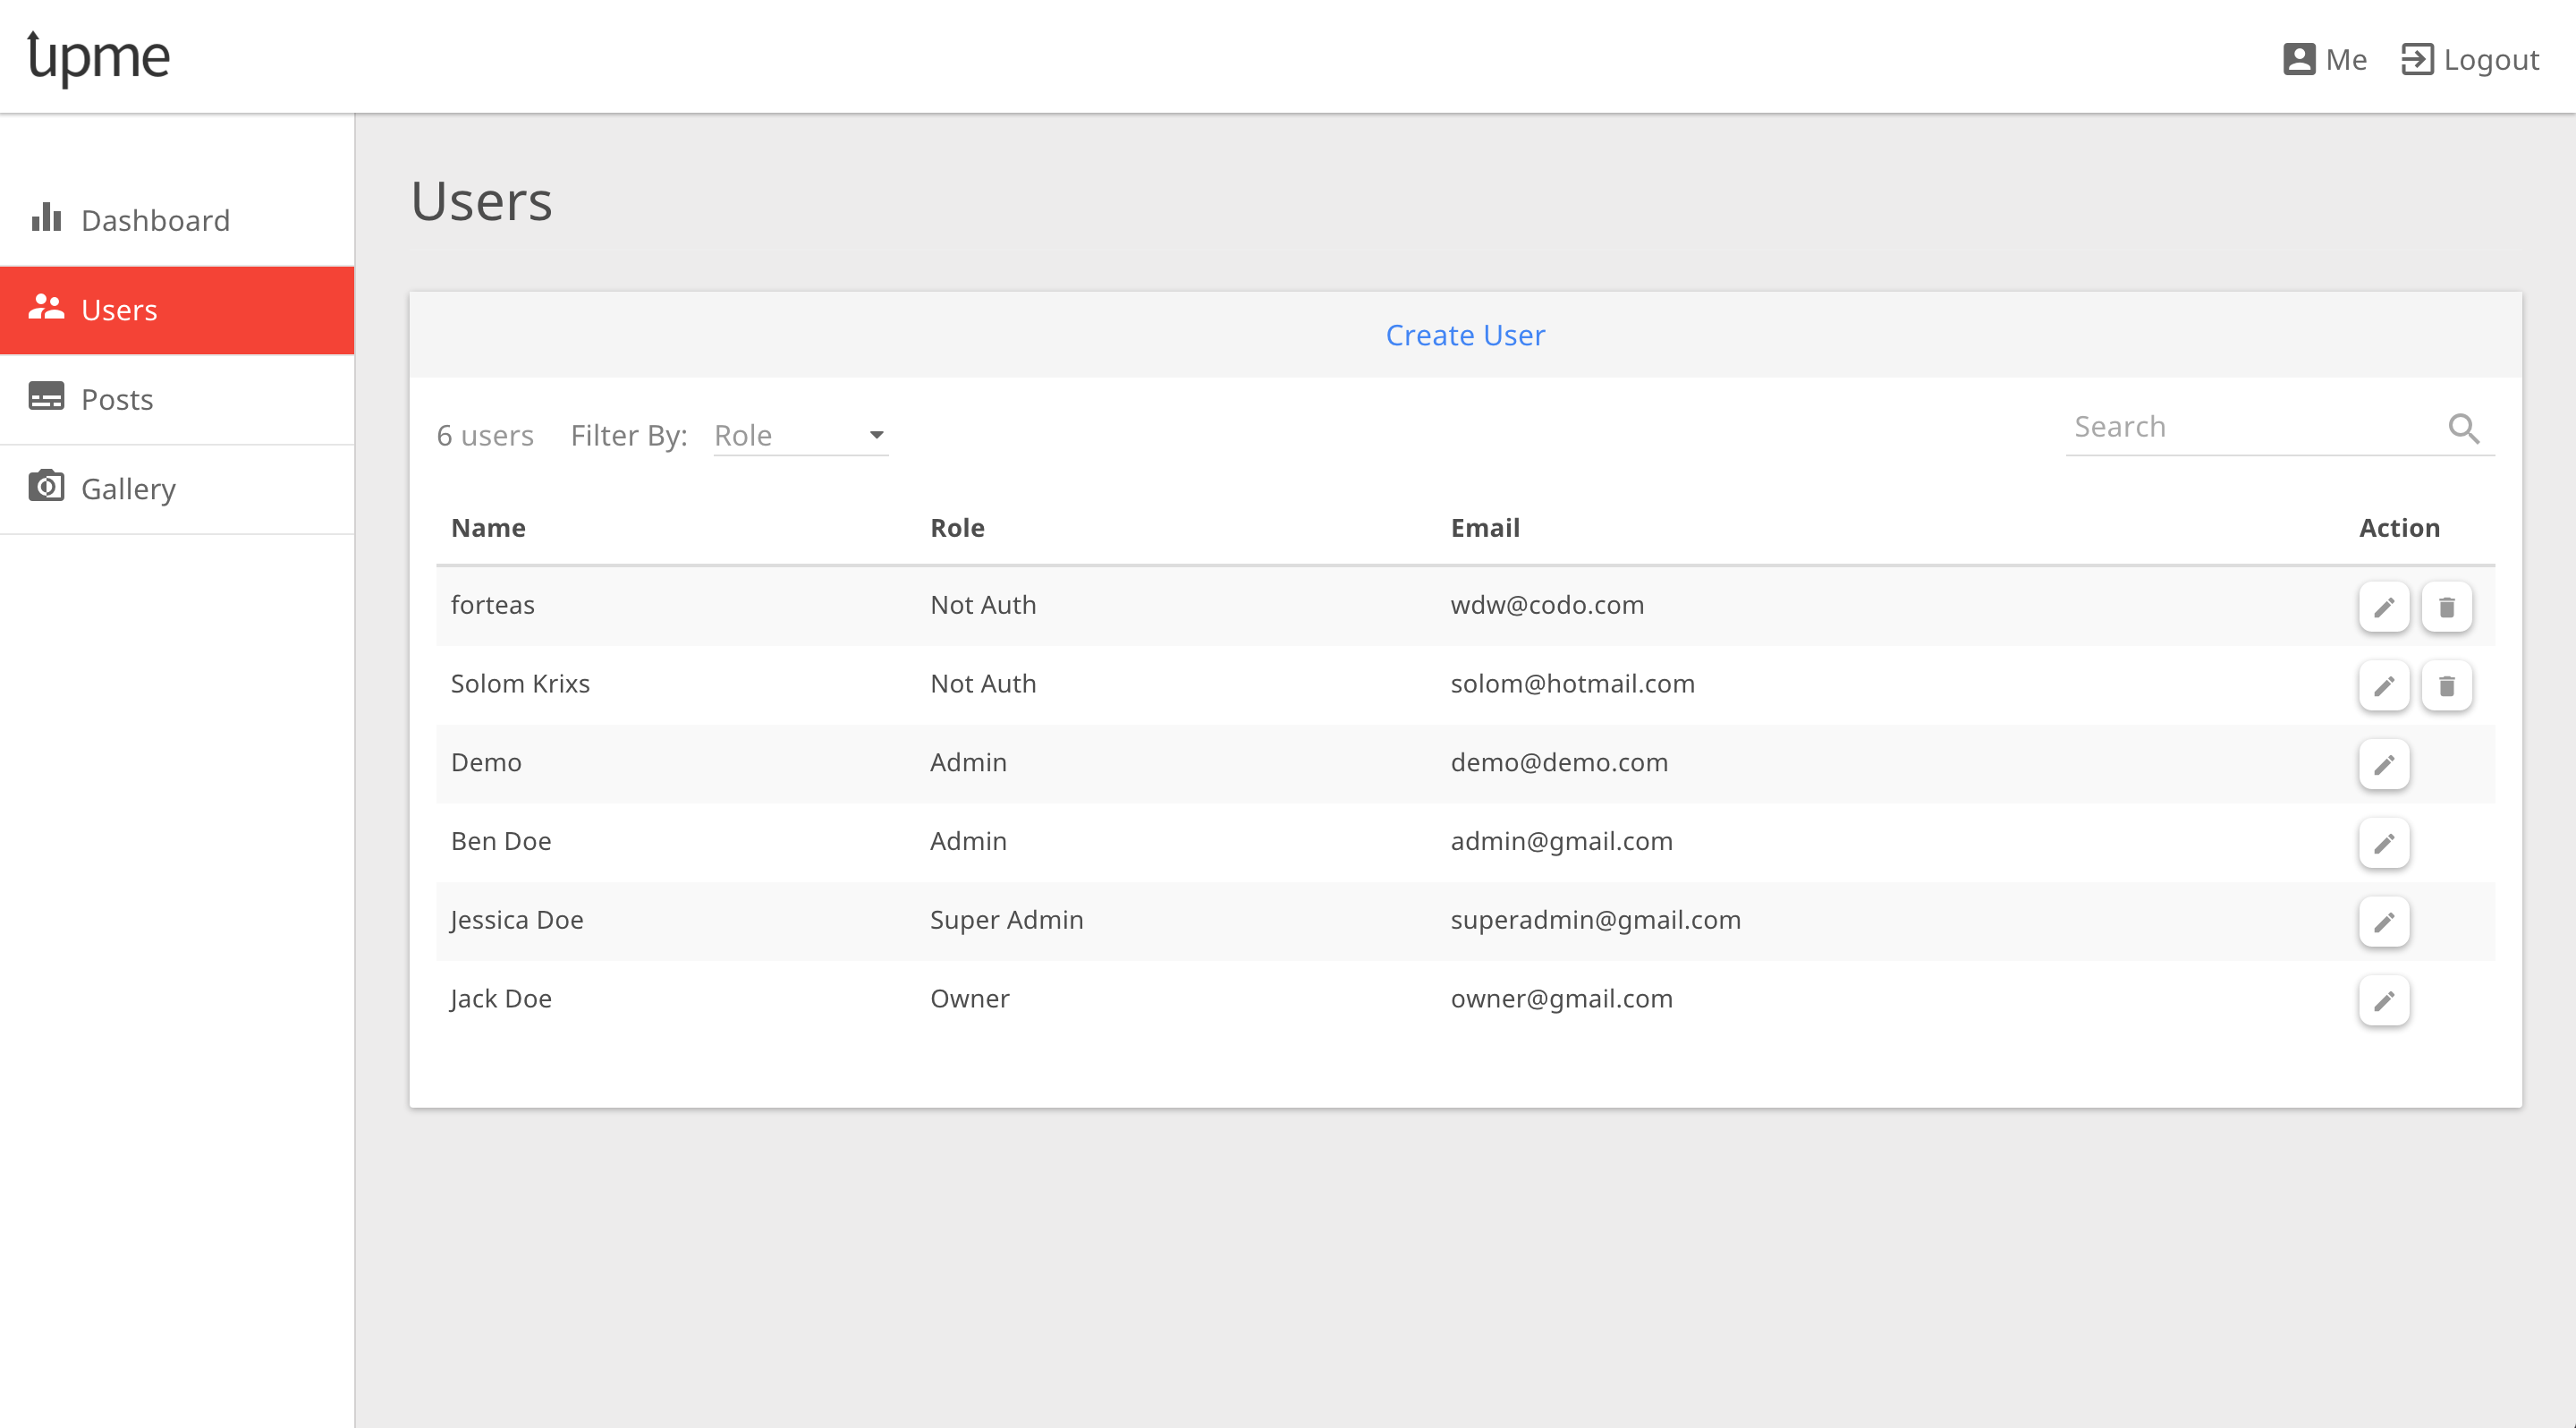 upme
Me Logout
Dashboard
Users
Posts
Gallery
Users
Create User
6 users Filter By: Role Search
Name Role Email Action
forteas Not Auth wdw@codo.com
Solom Krixs Not Auth solom@hotmail.com
Demo Admin demo@demo.com
Ben Doe Admin admin@gmail.com
Jessica Doe Super Admin superadmin@gmail.com
Jack Doe Owner owner@gmail.com